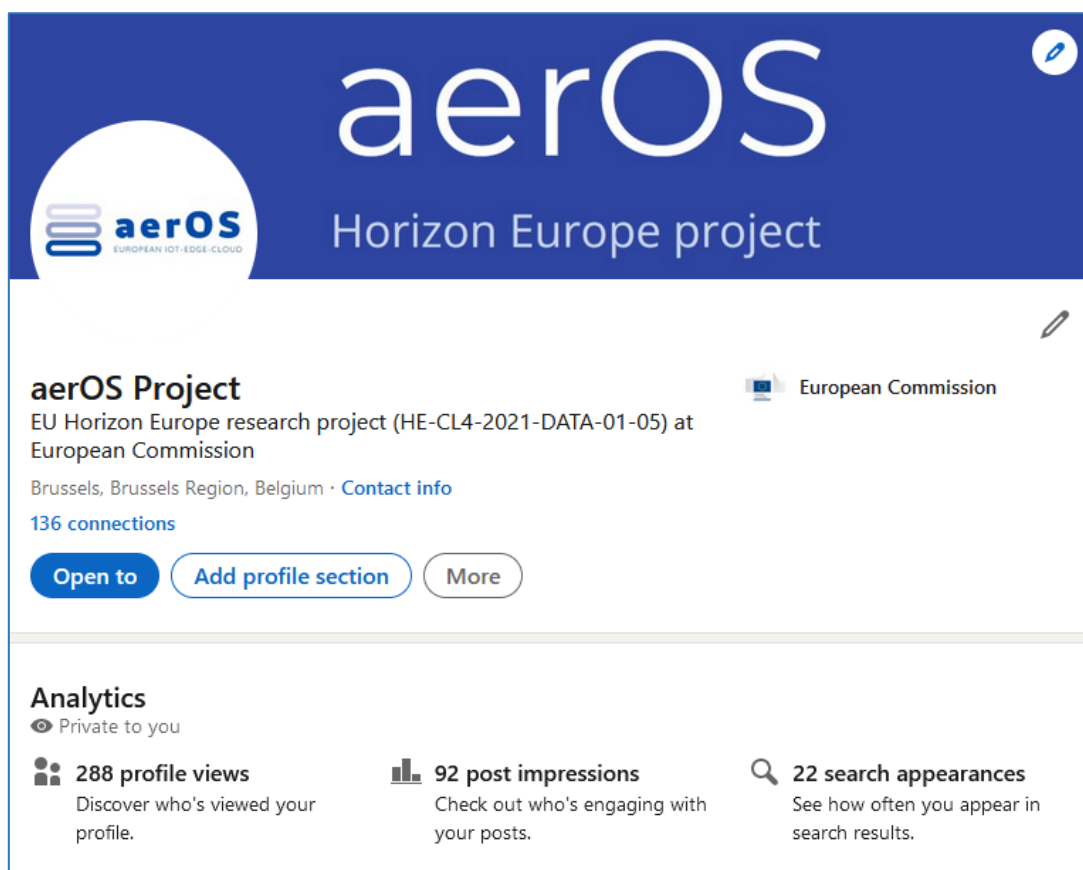 aerOS
Horizon Europe project
aerOS
EUROPEAN IOT-EDGE-CLOUD
aerOS Project
European Commission
EU Horizon Europe research project (HE-CL4-2021-DATA-01-05) at
European Commission
Brussels, Brussels Region, Belgium · Contact info
136 connections
Open to
Add profile section
More
Analytics
Private to you
288 profile views
Discover who's viewed your
profile.
92 post impressions
Check out who's engaging with
your posts.
22 search appearances
See how often you appear in
search results.